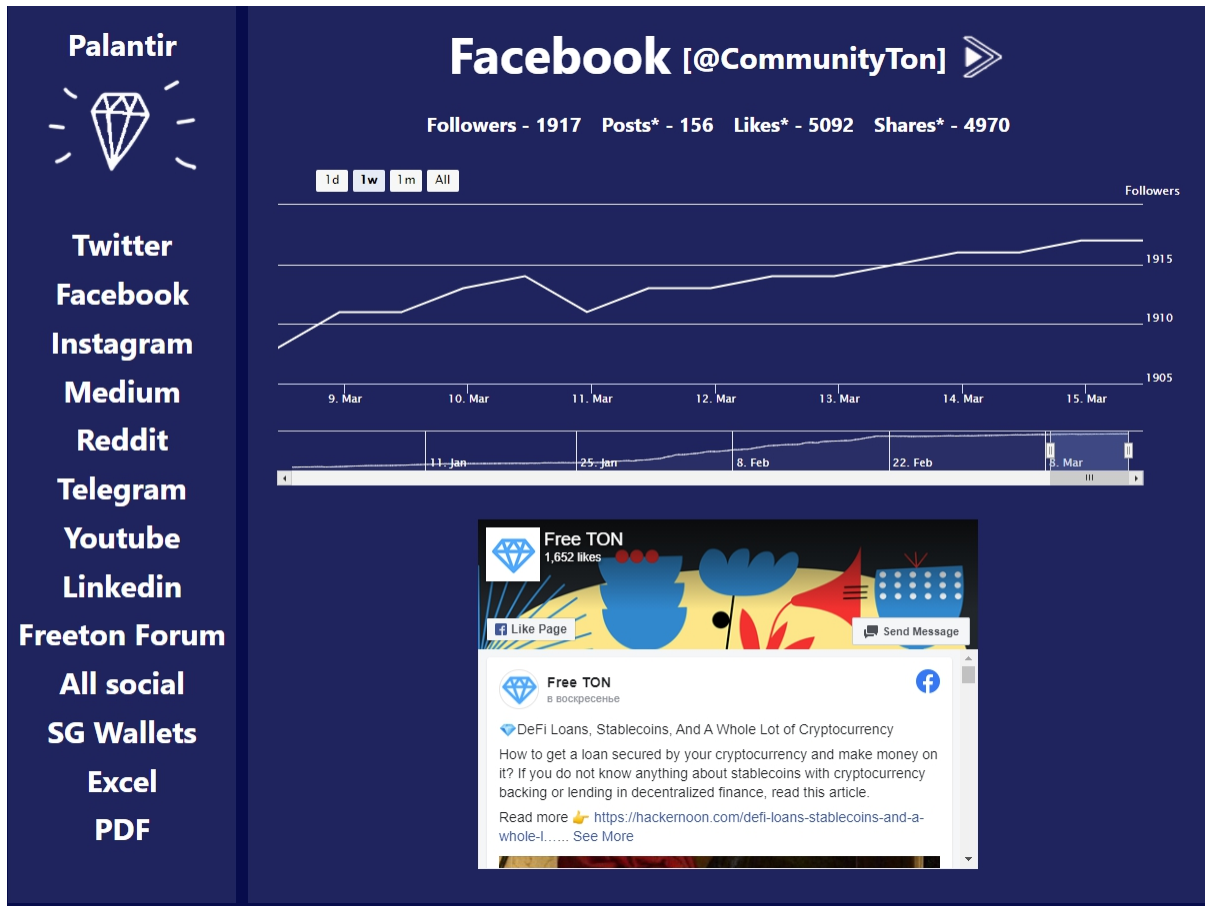 Palantir
Twitter
Facebook
Instagram
Medium
Reddit
Telegram
Youtube
Linkedin
Freeton Forum
All social
SG Wallets
Excel
PDF
Facebook [@CommunityTon]
Followers - 1917 Posts* - 156 Likes* - 5092 Shares* - 4970
1d 1w 1m All
Followers
1915
1910
1905
9. Mar 10. Mar 11. Mar 12. Mar 13. Mar 14. Mar 15. Mar
11. Jan 25. Jan 8. Feb 22. Feb 8. Mar
Free TON
1,652 likes
Like Page Send Message
Free TON
в воскресенье
💎DeFi Loans, Stablecoins, And A Whole Lot of Cryptocurrency
How to get a loan secured by your cryptocurrency and make money on
it? If you do not know anything about stablecoins with cryptocurrency
backing or lending in decentralized finance, read this article.
Read more 👉 https://hackernoon.com/defi-loans-stablecoins-and-a-
whole-l…... See More